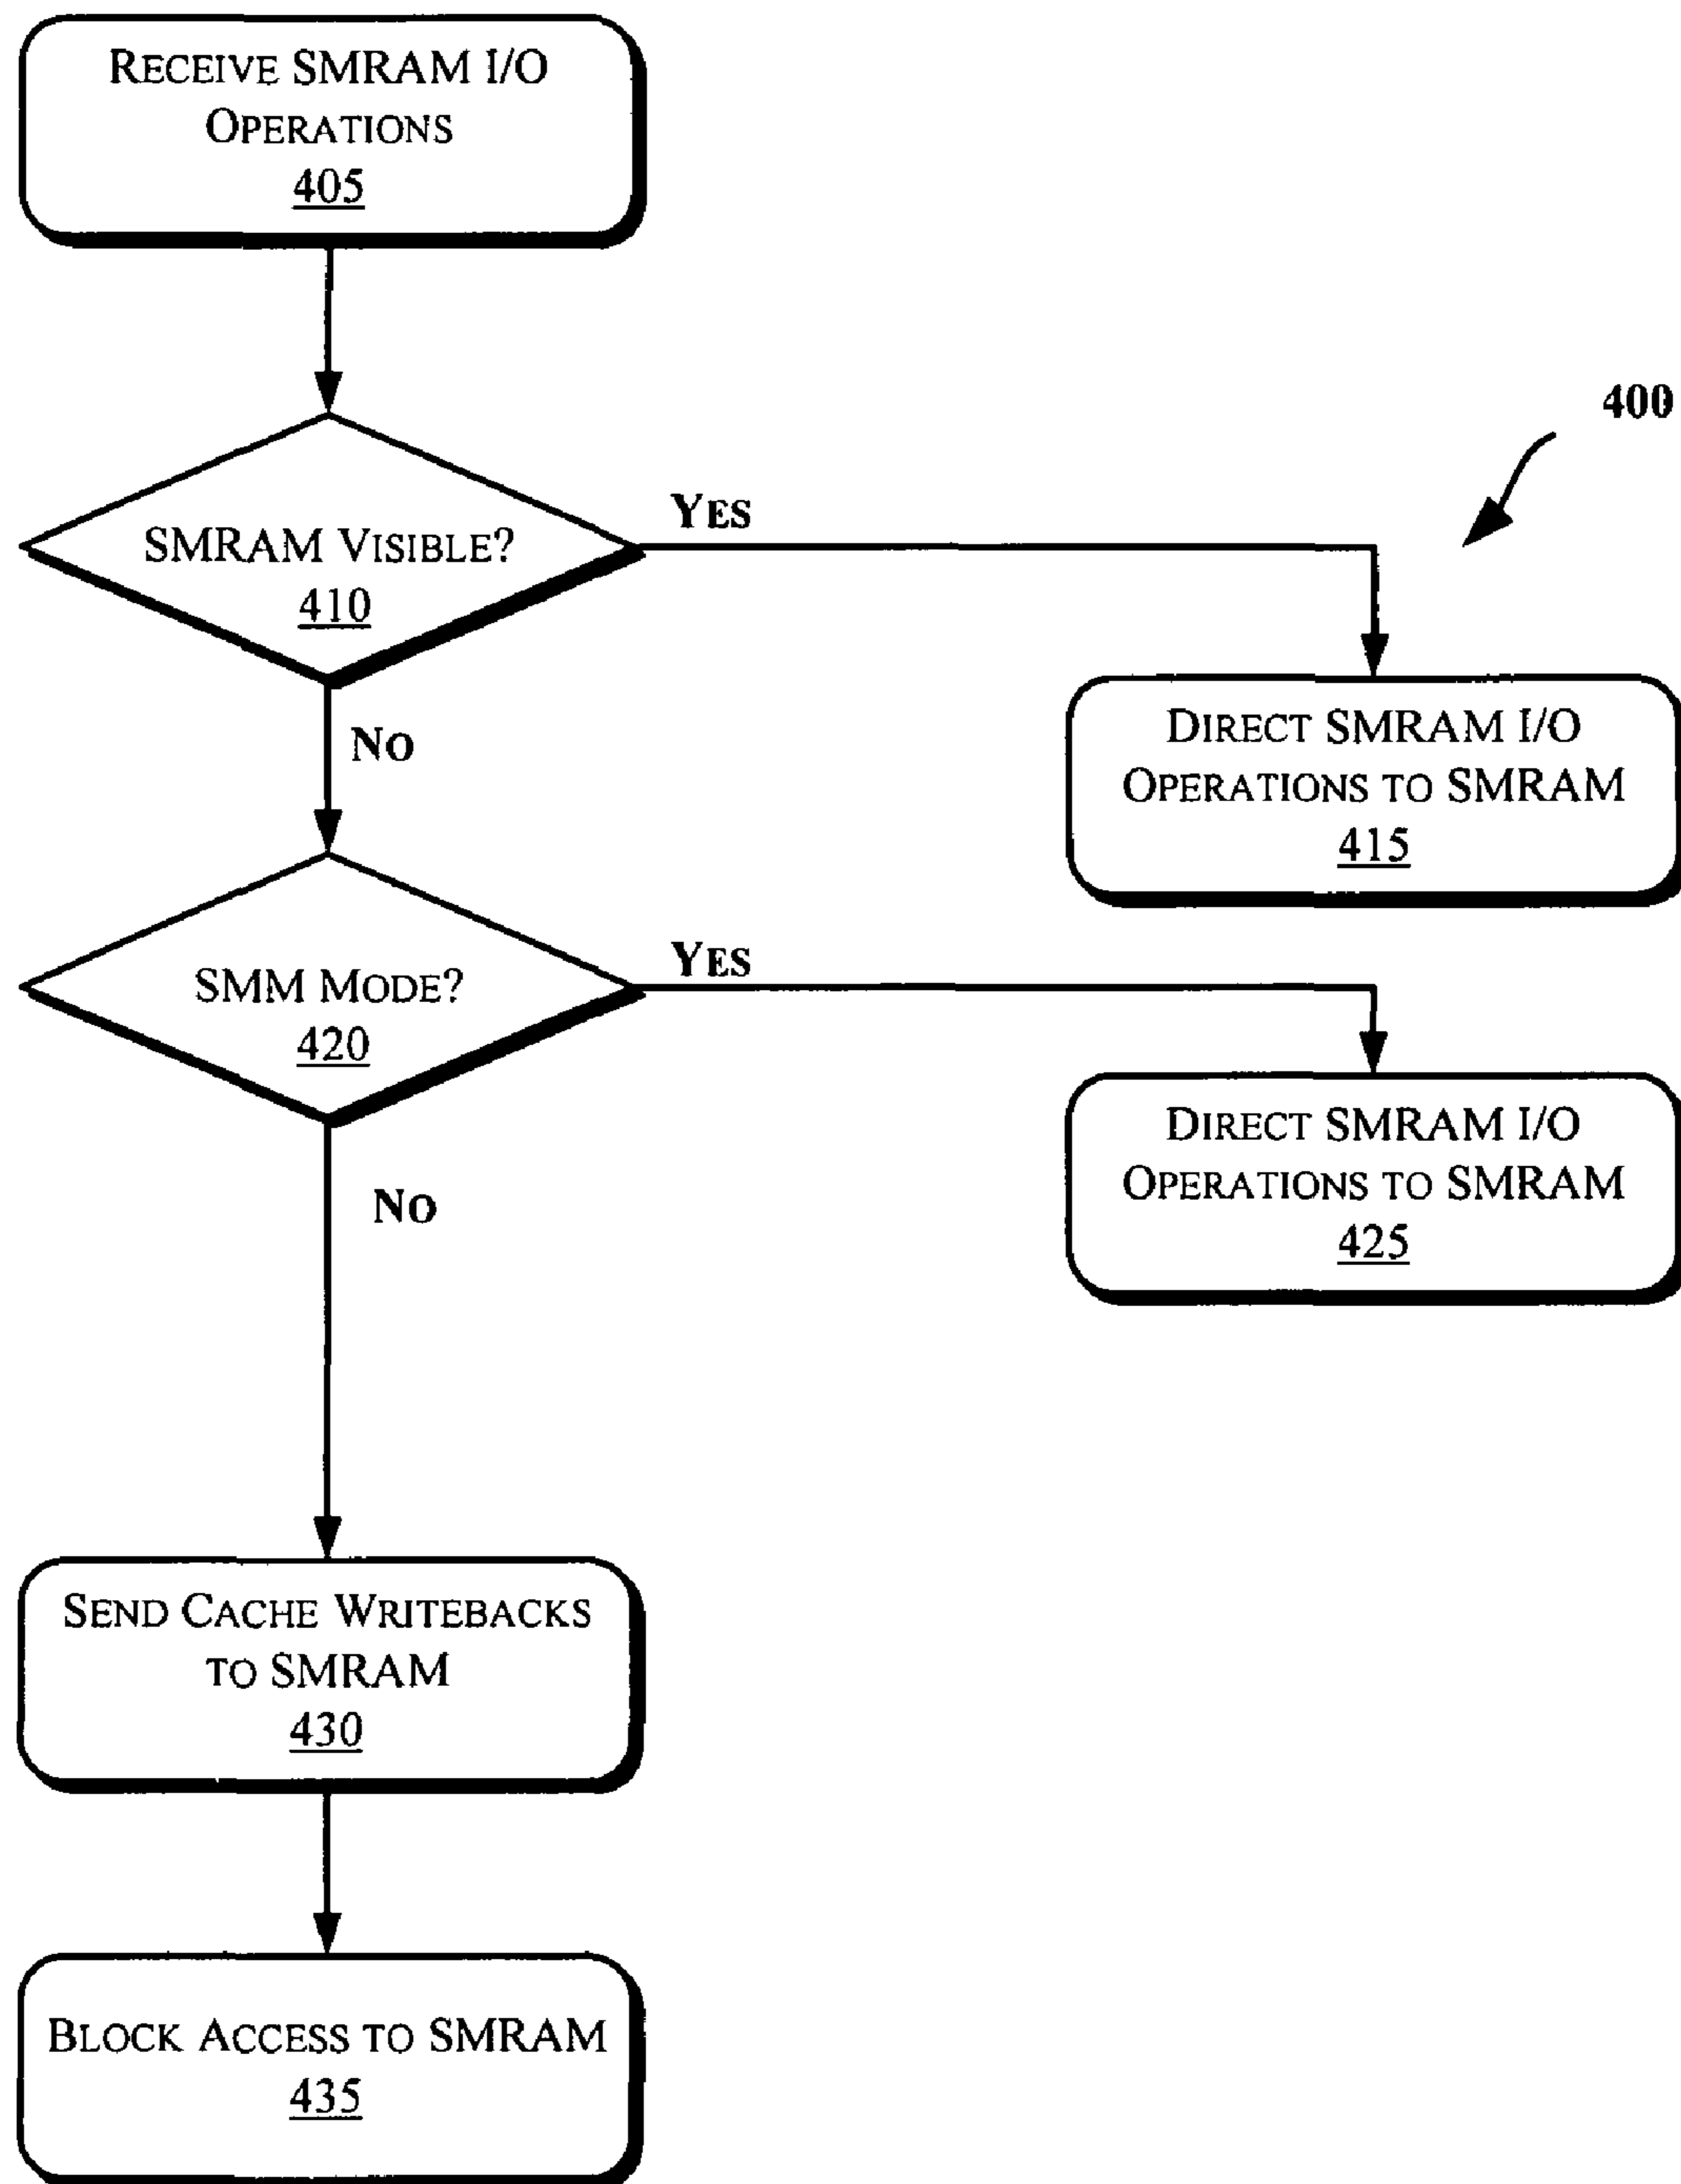 RECEIVE SMRAM I/O
OPERATIONS
405
400
SMRAM VISIBLE?
410
YES
NO
DIRECT SMRAM I/O
OPERATIONS TO SMRAM
415
SMM MODE?
420
YES
NO
DIRECT SMRAM I/O
OPERATIONS TO SMRAM
425
SEND CACHE WRITEBACKS
TO SMRAM
430
BLOCK ACCESS TO SMRAM
435